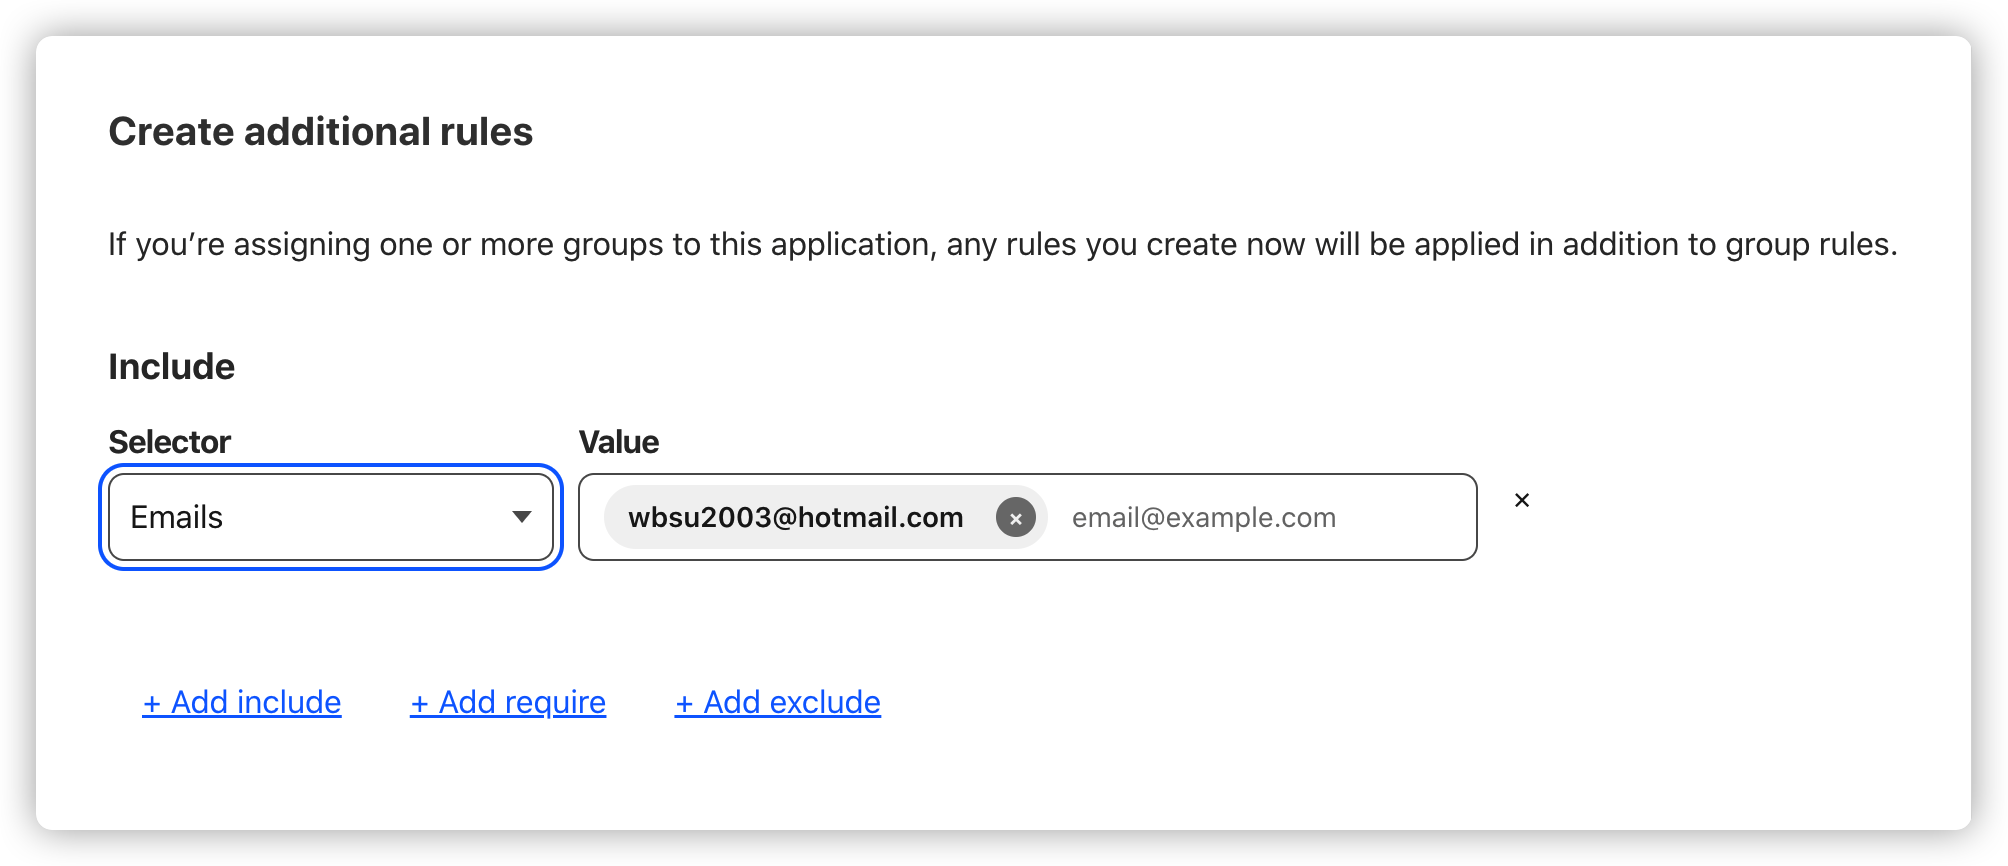 Create additional rules
If you’re assigning one or more groups to this application, any rules you create now will be applied in addition to group rules.
Include
Selector Value
Emails wbsu2003@hotmail.com × email@example.com ×
+ Add include + Add require + Add exclude